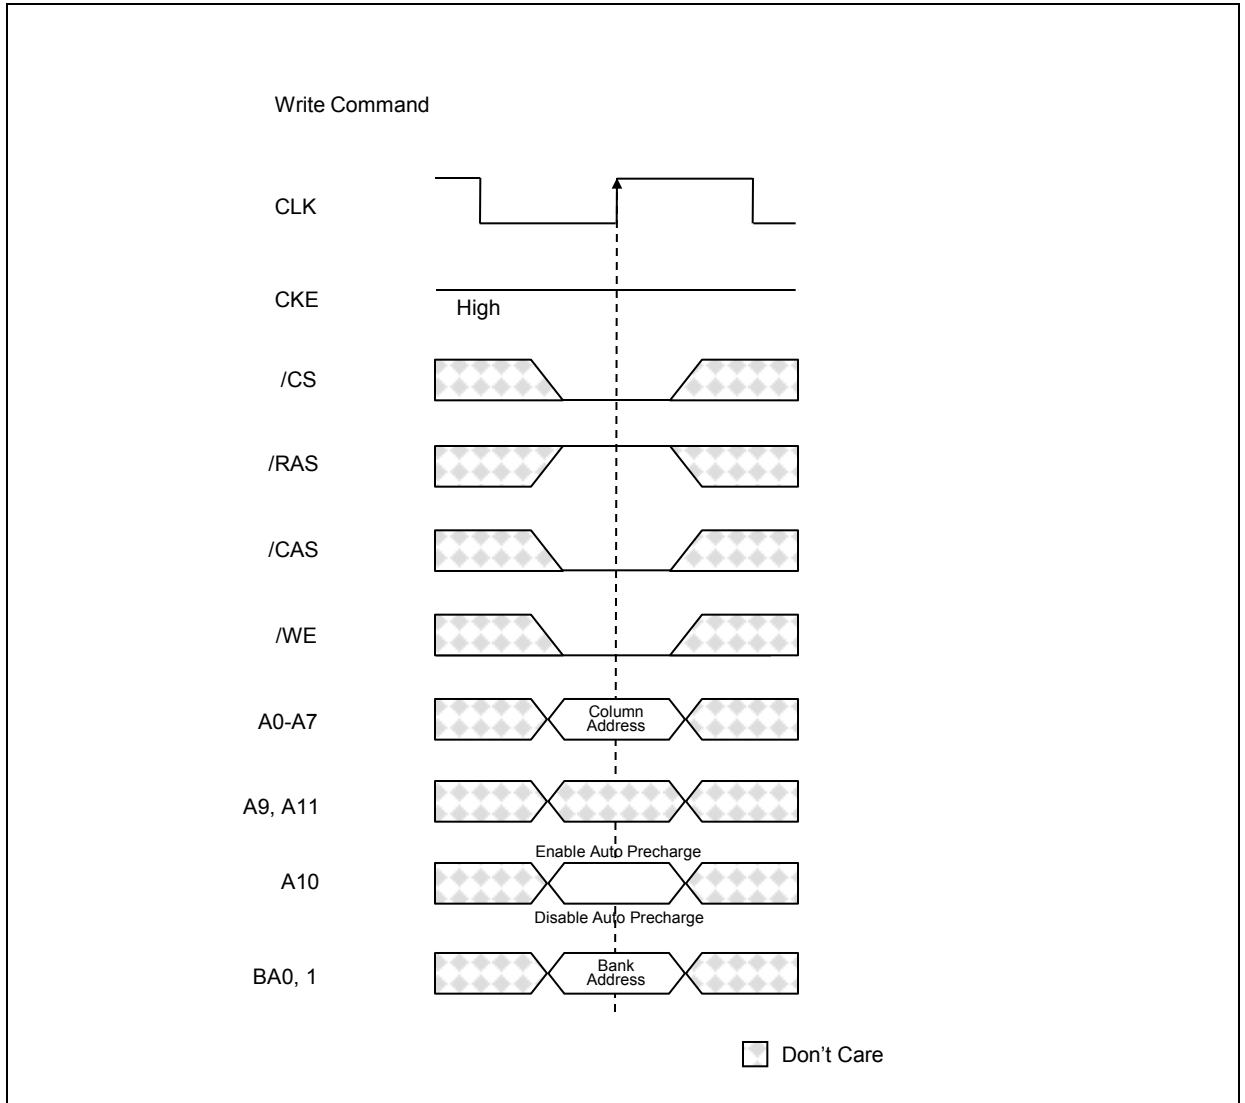 Write Command
CLK
CKE
High
/CS
/RAS
/CAS
/WE
A0-A7
Column
Address
A9, A11
Enable Auto Precharge
A10
Disable Auto Precharge
BA0, 1
Bank
Address
Don't Care